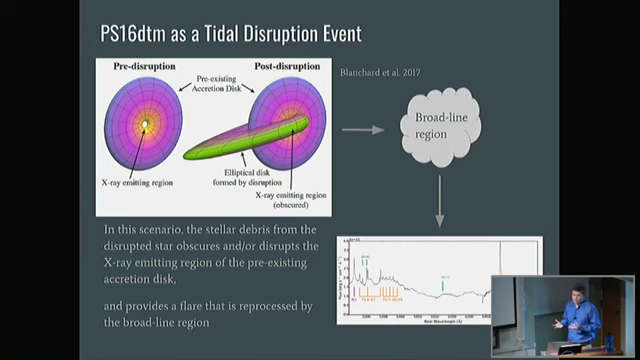 PS16dtm as a Tidal Disruption Event
Pre-disruption
Post-disruption
Pre-existing
Accretion Disk
X-ray emitting region
Elliptical disk
formed by disruption
X-ray emitting region
(obscured)
Blanchard et al. 2017
Broad-line
region
In this scenario, the stellar debris from the
disrupted star obscures and/or disrupts the
X-ray emitting region of the pre-existing
accretion disk,
and provides a flare that is reprocessed by
the broad-line region
Rest Wavelength (Å)